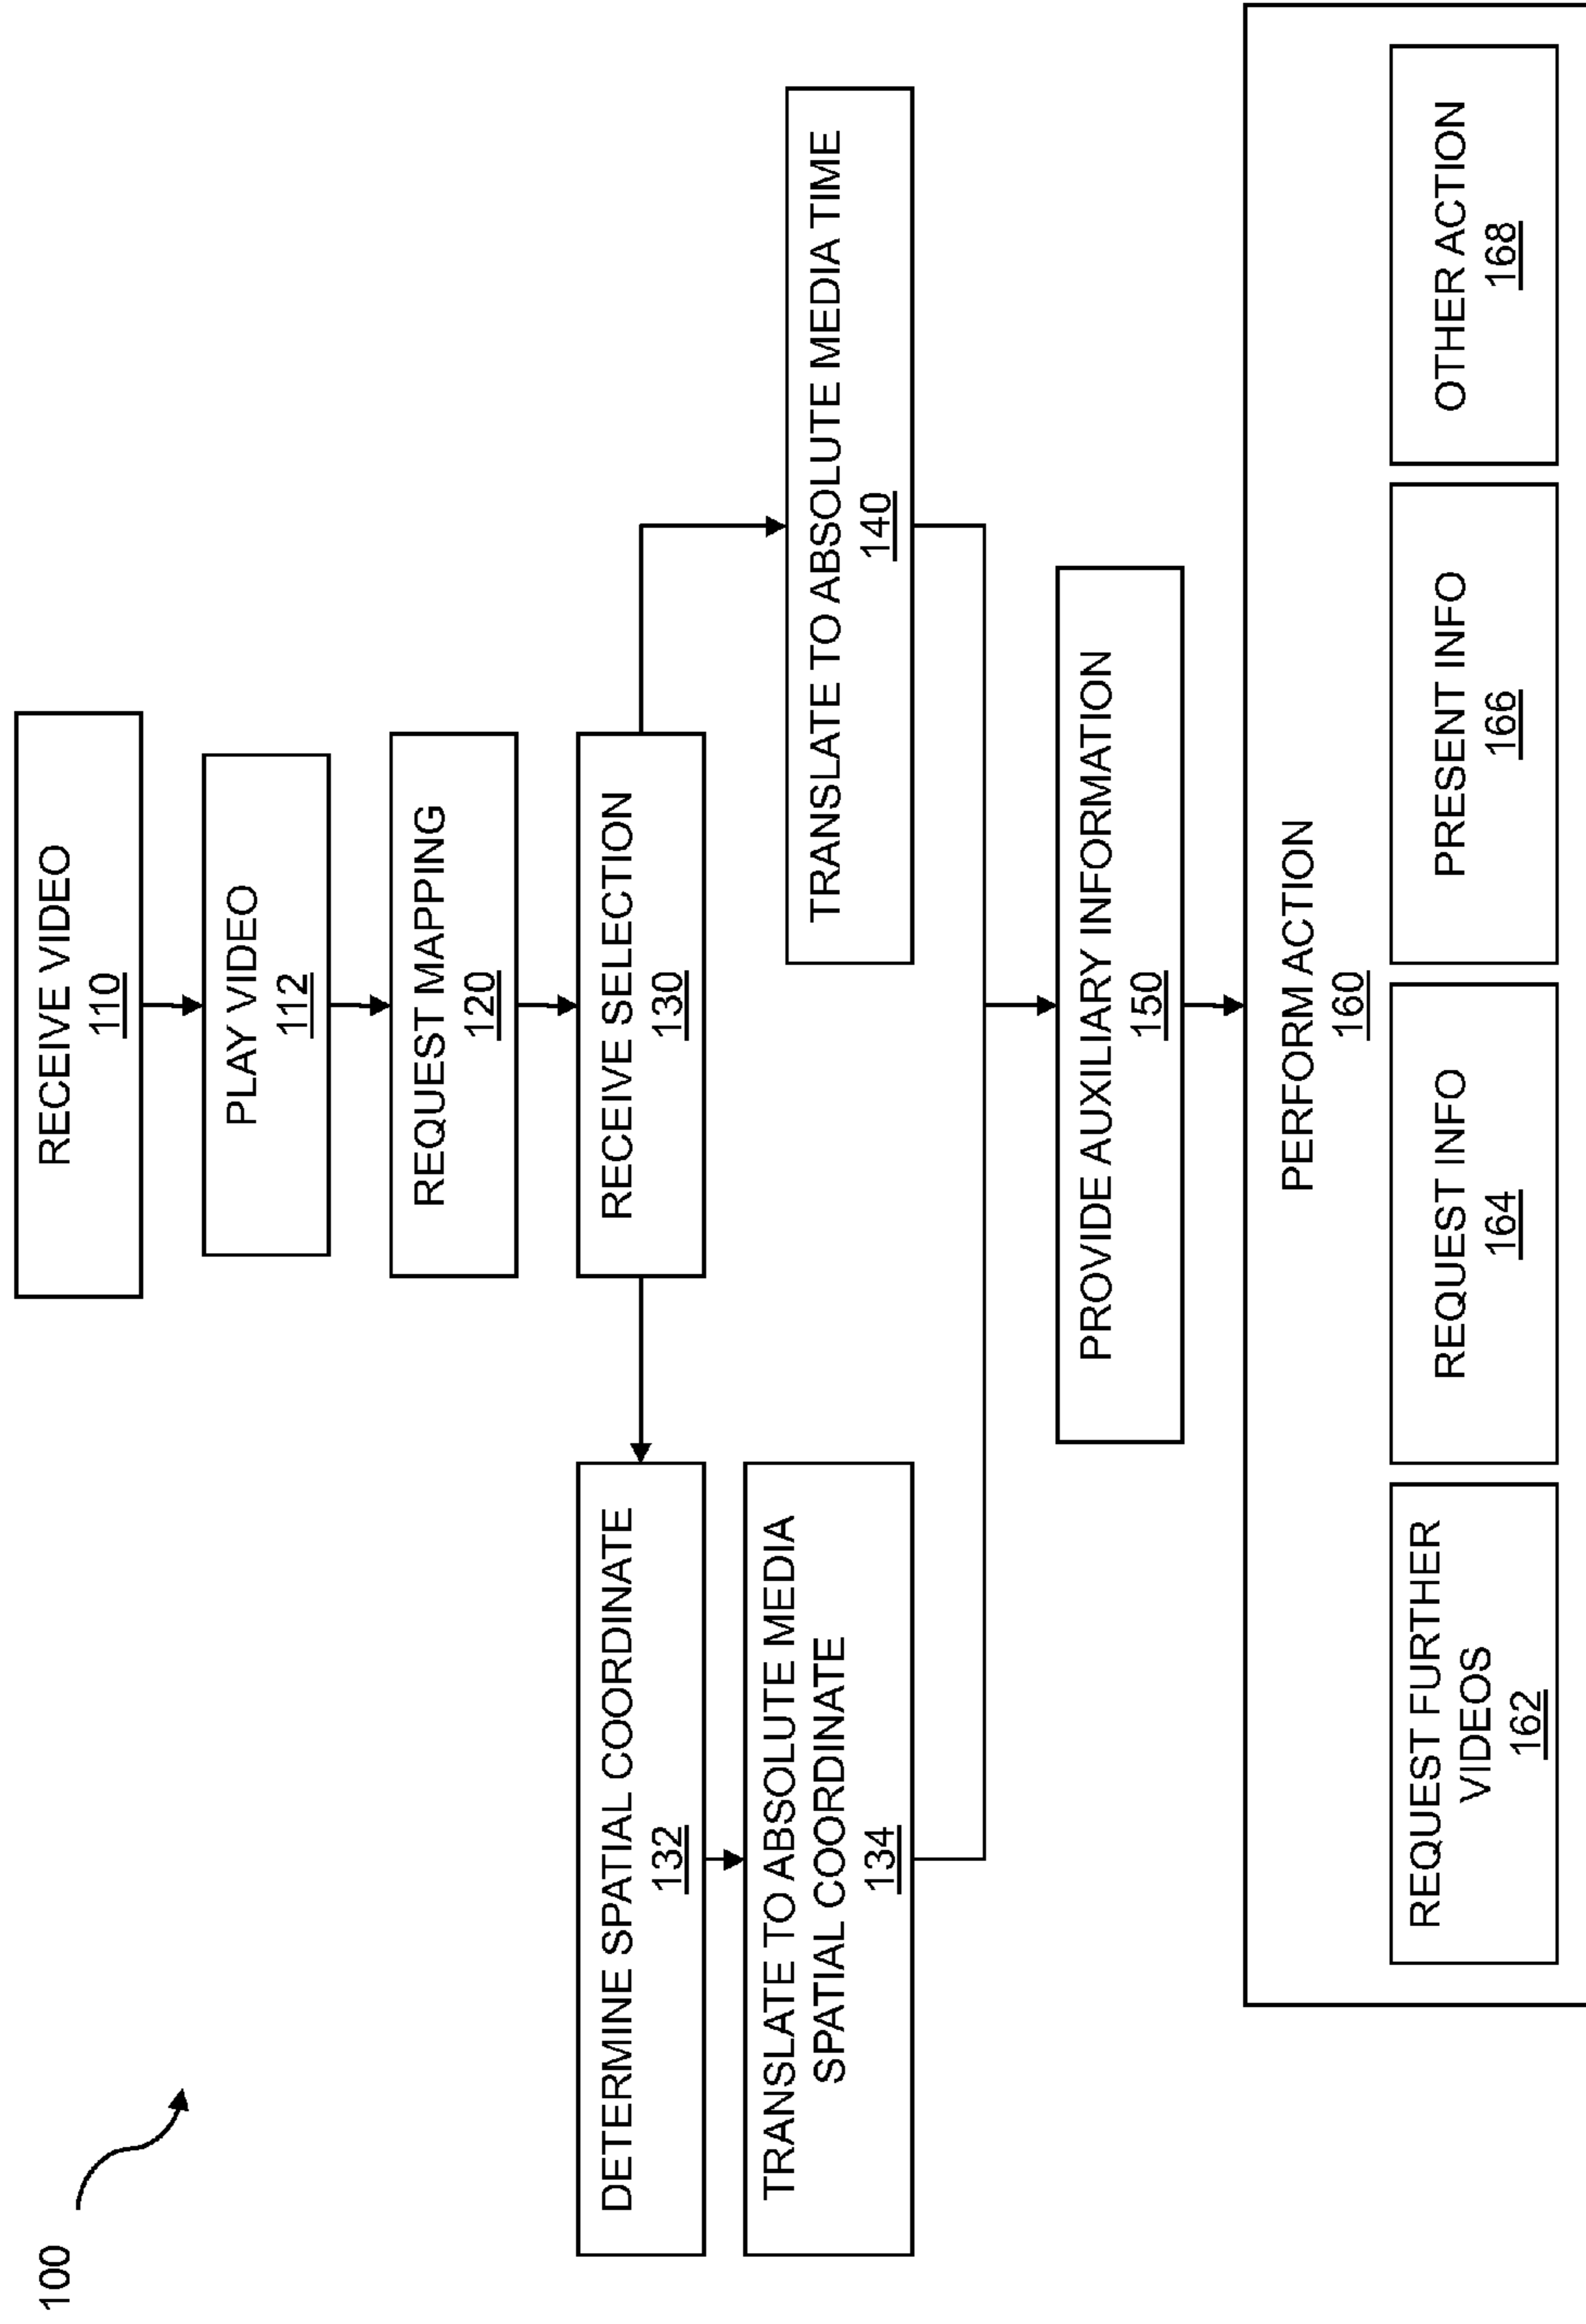 100
RECEIVE VIDEO
110
PLAY VIDEO
112
REQUEST MAPPING
120
RECEIVE SELECTION
130
DETERMINE SPATIAL COORDINATE
132
TRANSLATE TO ABSOLUTE MEDIA
SPATIAL COORDINATE
134
TRANSLATE TO ABSOLUTE MEDIA TIME
140
PROVIDE AUXILIARY INFORMATION
150
PERFORM ACTION
160
REQUEST FURTHER
VIDEOS
162
REQUEST INFO
164
PRESENT INFO
166
OTHER ACTION
168